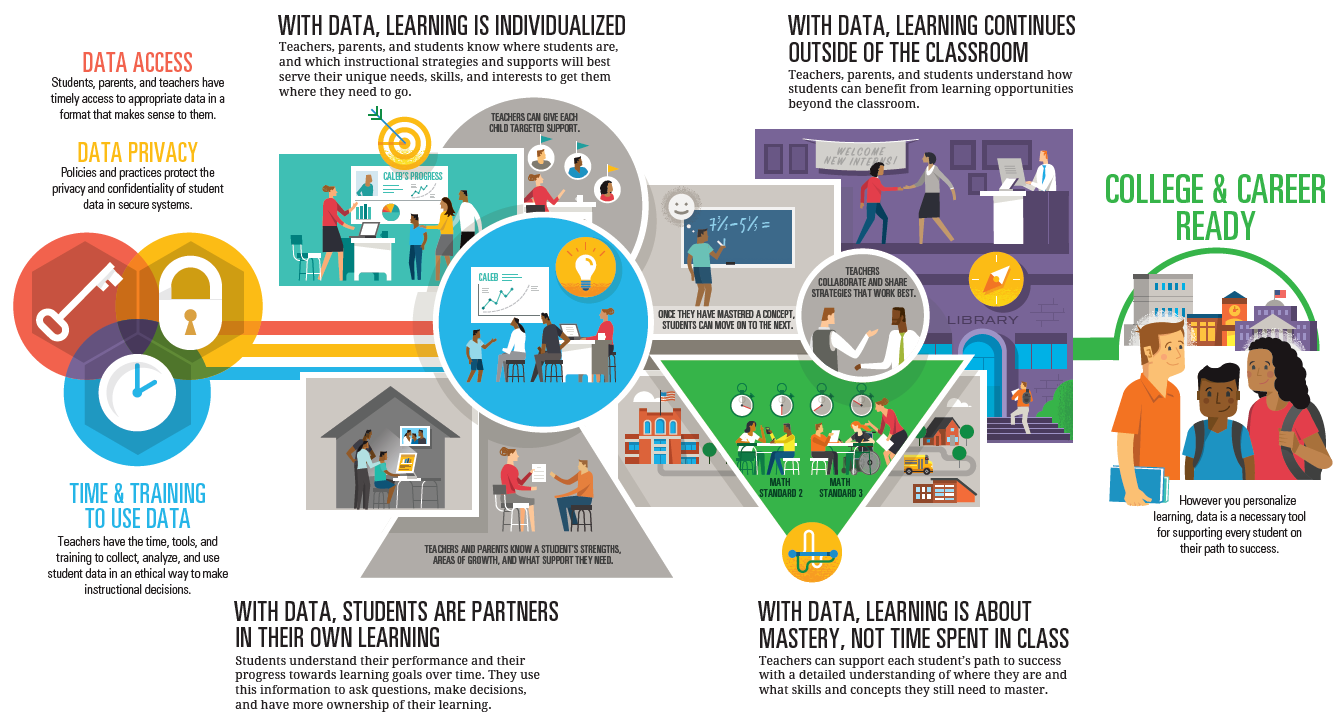 DATA ACCESS
Students, parents, and teachers have
timely access to appropriate data in a
format that makes sense to them.
DATA PRIVACY
Policies and practices protect the
privacy and confidentiality of student
data in secure systems.
TIME & TRAINING
TO USE DATA
Teachers have the time, tools, and
training to collect, analyze, and use
student data in an ethical way to make
instructional decisions.
WITH DATA, LEARNING IS INDIVIDUALIZED
Teachers, parents, and students know where students are,
and which instructional strategies and supports will best
serve their unique needs, skills, and interests to get them
where they need to go.
TEACHERS CAN GIVE EACH
CHILD TARGETED SUPPORT.
CALEB'S PROGRESS
CALEB
TEACHERS AND PARENTS KNOW A STUDENT'S STRENGTHS,
AREAS OF GROWTH, AND WHAT SUPPORT THEY NEED.
WITH DATA, STUDENTS ARE PARTNERS
IN THEIR OWN LEARNING
Students understand their performance and their
progress towards learning goals over time. They use
this information to ask questions, make decisions,
and have more ownership of their learning.
ONCE THEY HAVE MASTERED A CONCEPT,
STUDENTS CAN MOVE ON TO THE NEXT.
WITH DATA, LEARNING CONTINUES
OUTSIDE OF THE CLASSROOM
Teachers, parents, and students understand how
students can benefit from learning opportunities
beyond the classroom.
WELCOME
NEW INTERNS!
TEACHERS
COLLABORATE AND SHARE
STRATEGIES THAT WORK BEST.
LIBRARY
MATH
STANDARD 2
MATH
STANDARD 3
WITH DATA, LEARNING IS ABOUT
MASTERY, NOT TIME SPENT IN CLASS
Teachers can support each student's path to success
with a detailed understanding of where they are and
what skills and concepts they still need to master.
COLLEGE & CAREER
READY
However you personalize
learning, data is a necessary tool
for supporting every student on
their path to success.